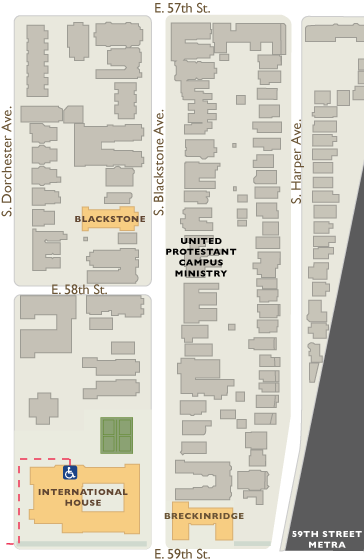 E. 57th St.
S. Dorchester Ave.
S. Blackstone Ave.
S. Harper Ave.
BLACKSTONE
UNITED
PROTESTANT
CAMPUS
MINISTRY
E. 58th St.
INTERNATIONAL
HOUSE
BRECKINRIDGE
59TH STREET
METRA
E. 59th St.